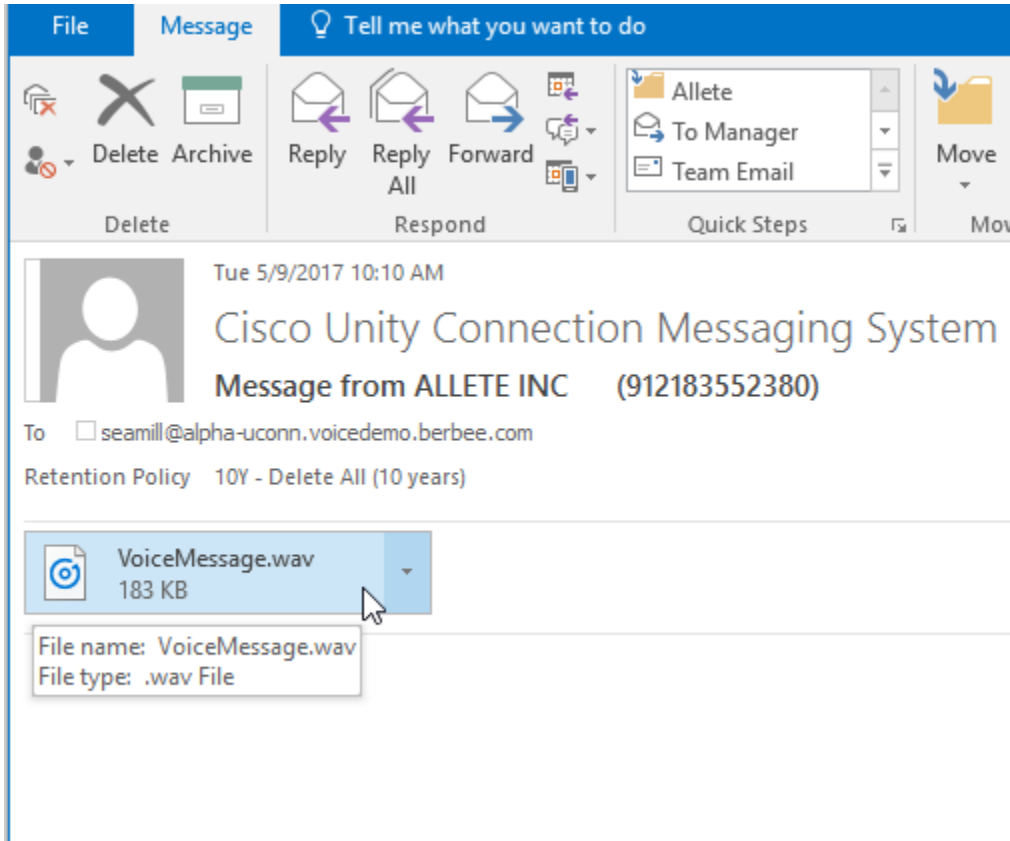 File Message Tell me what you want to do
Delete Archive Reply Reply All Forward
Allete
To Manager
Team Email
Move
Delete Respond Quick Steps Mov
Tue 5/9/2017 10:10 AM
Cisco Unity Connection Messaging System
Message from ALLETE INC (912183552380)
To seamill@alpha-uconn.voicedemo.berbee.com
Retention Policy 10Y - Delete All (10 years)
VoiceMessage.wav
183 KB
File name: VoiceMessage.wav
File type: .wav File